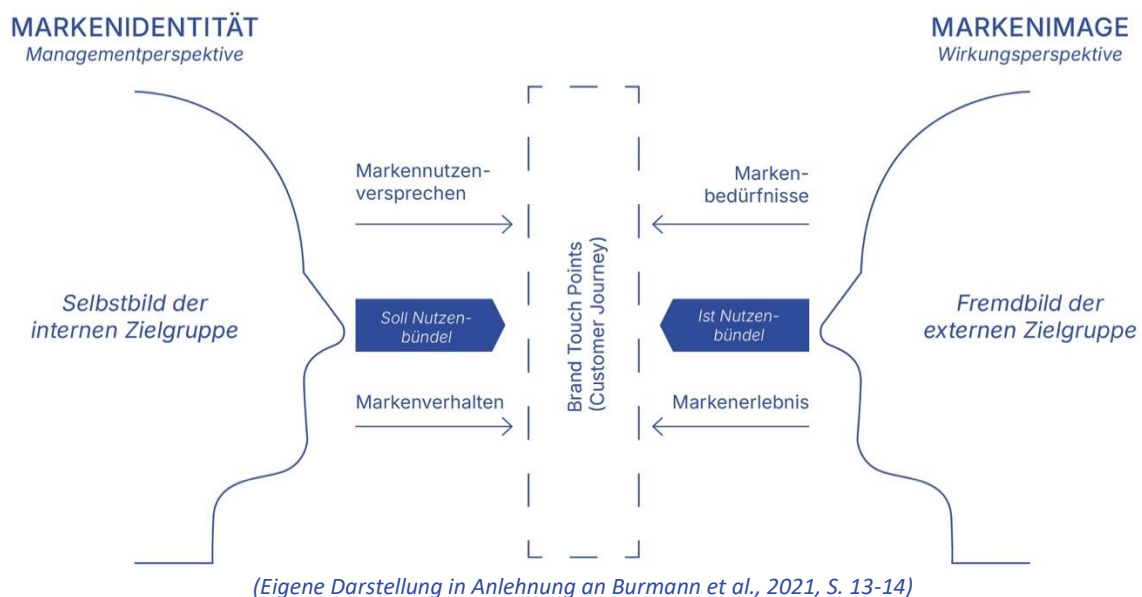 MARKENIDENTITÄT
Managementperspektive
MARKENIMAGE
Wirkungsperspektive
Markennutzen-
versprechen
Marken-
bedürfnisse
Selbstbild der
internen Zielgruppe
Soll Nutzen-
bündel
Brand Touch Points
(Customer Journey)
Ist Nutzen-
bündel
Fremdbild der
externen Zielgruppe
Markenverhalten
Markenerlebnis
(Eigene Darstellung in Anlehnung an Burmann et al., 2021, S. 13-14)